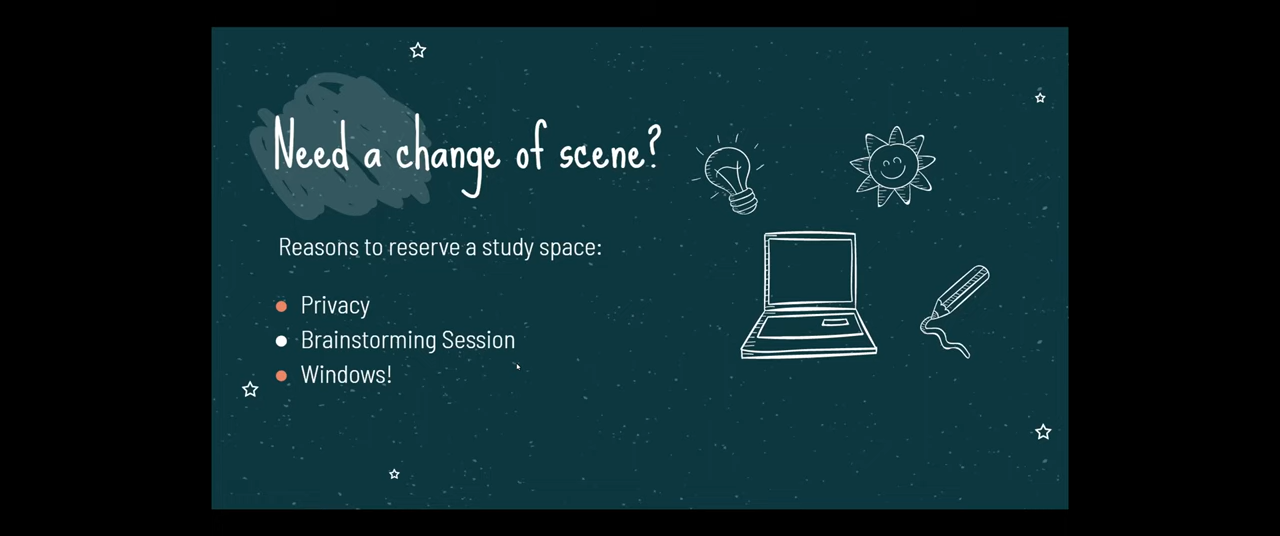 Need a change of scene?
Reasons to reserve a study space:
Privacy
Brainstorming Session
Windows!